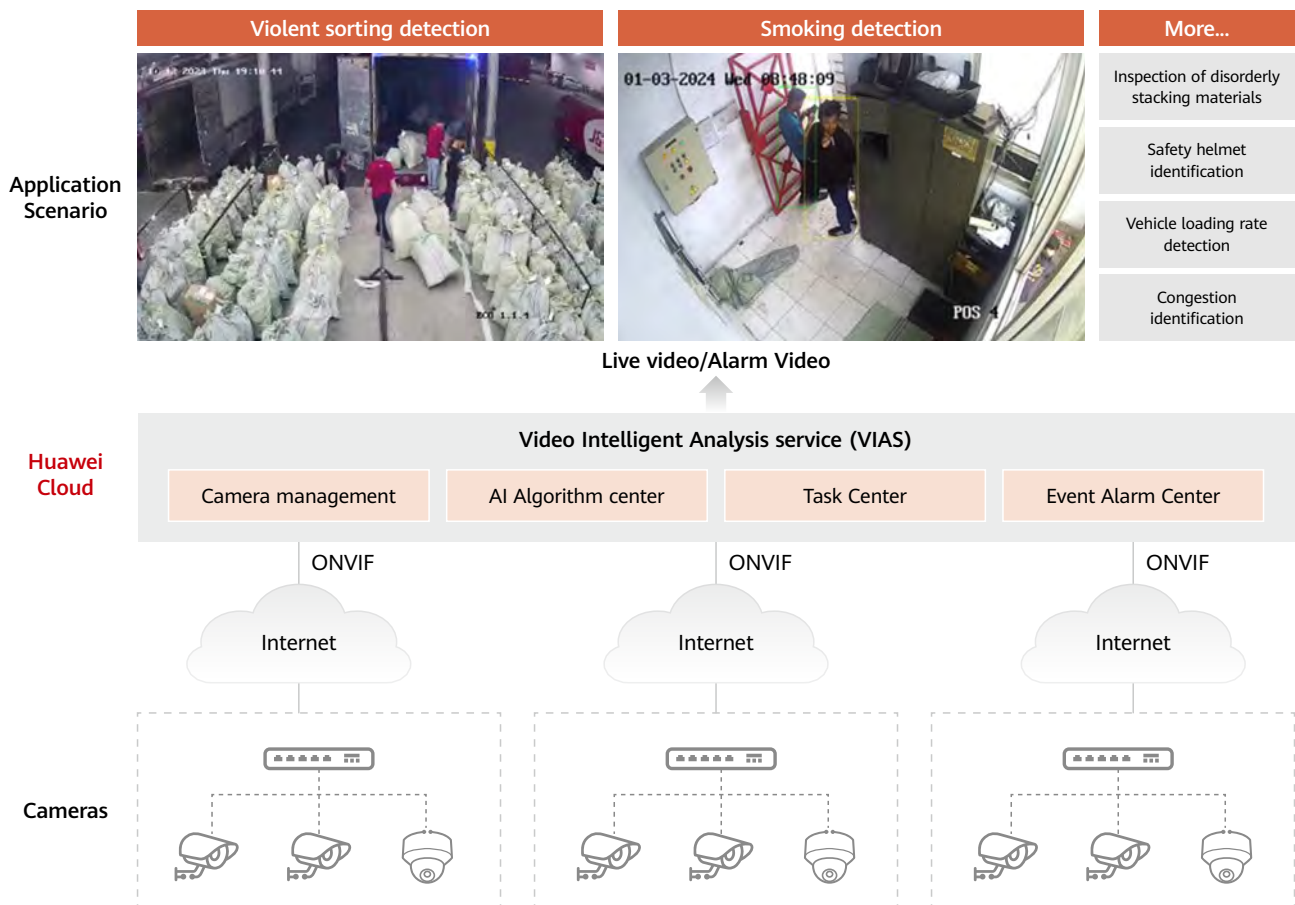 Violent sorting detection
Smoking detection
More...
Application
Scenario
01-03-2024 Wed 08:48:09
POS 4
Inspection of disorderly
stacking materials
Safety helmet
identification
Vehicle loading rate
detection
Congestion
identification
Live video/Alarm Video
Huawei
Cloud
Video Intelligent Analysis service (VIAS)
Camera management
AI Algorithm center
Task Center
Event Alarm Center
ONVIF
ONVIF
ONVIF
Internet
Internet
Internet
Cameras